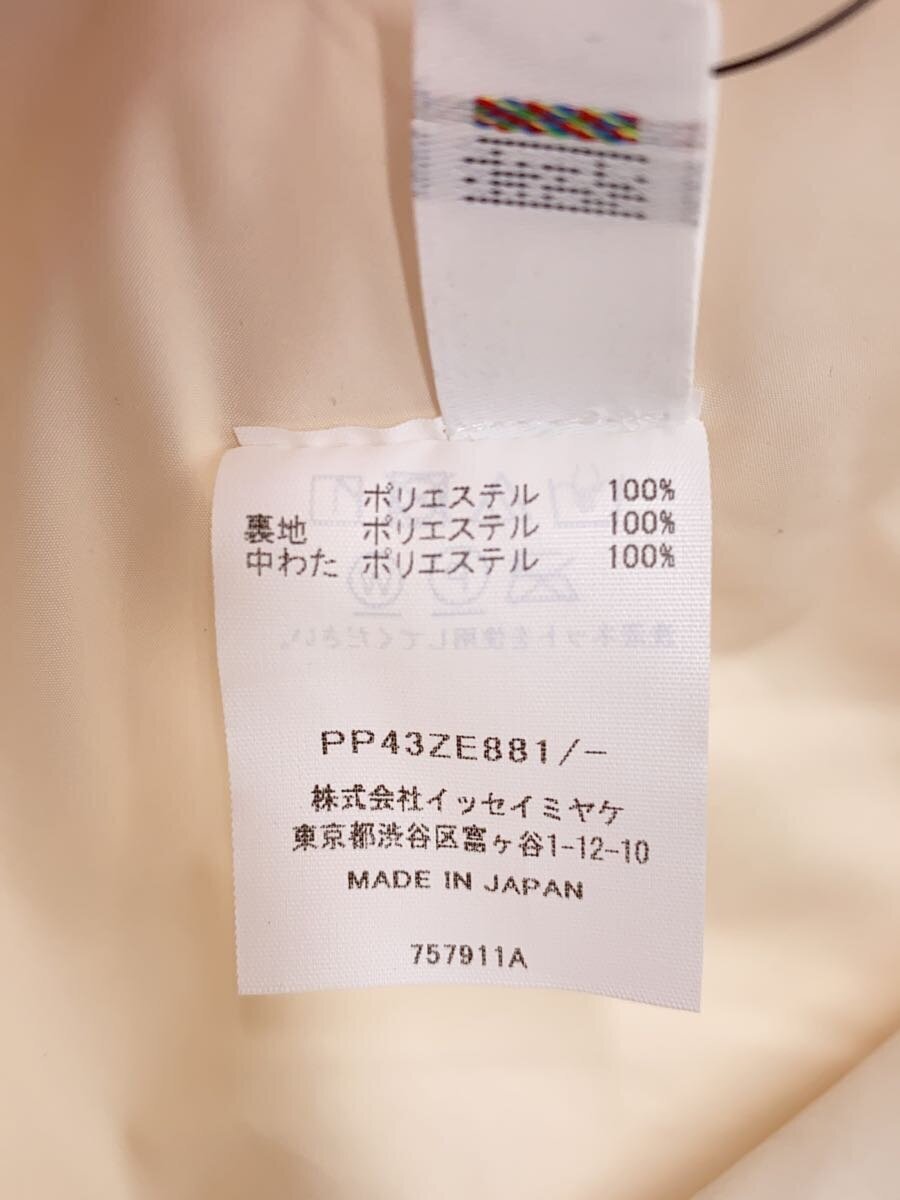 ポリエステル 100%
裏地 ポリエステル 100%
中わた ポリエステル 100%
PP43ZE881/-
株式会社イッセイミヤケ
東京都渋谷区富ヶ谷1-12-10
MADE IN JAPAN
757911A